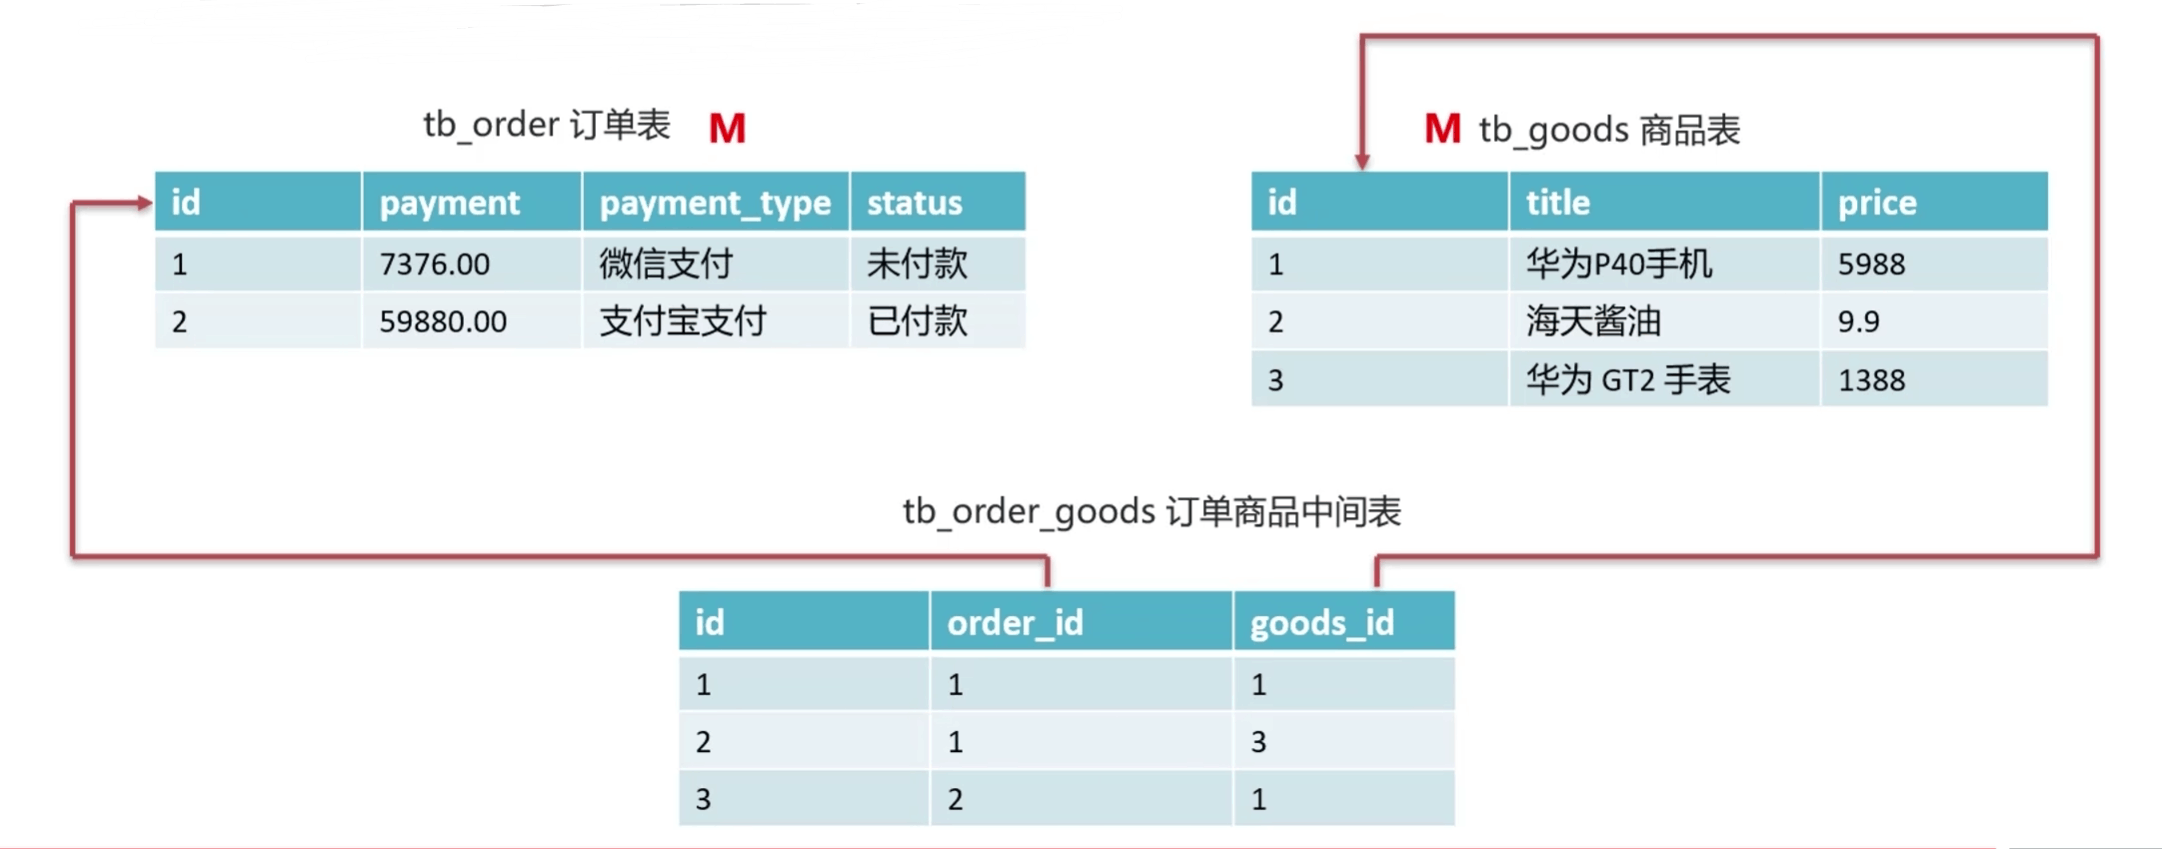 tb_order 订单表 M
id payment payment_type status
1 7376.00 微信支付 未付款
2 59880.00 支付宝支付 已付款
M tb_goods 商品表
id title price
1 华为P40手机 5988
2 海天酱油 9.9
3 华为 GT2 手表 1388
tb_order_goods 订单商品中间表
id order_id goods_id
1 1 1
2 1 3
3 2 1